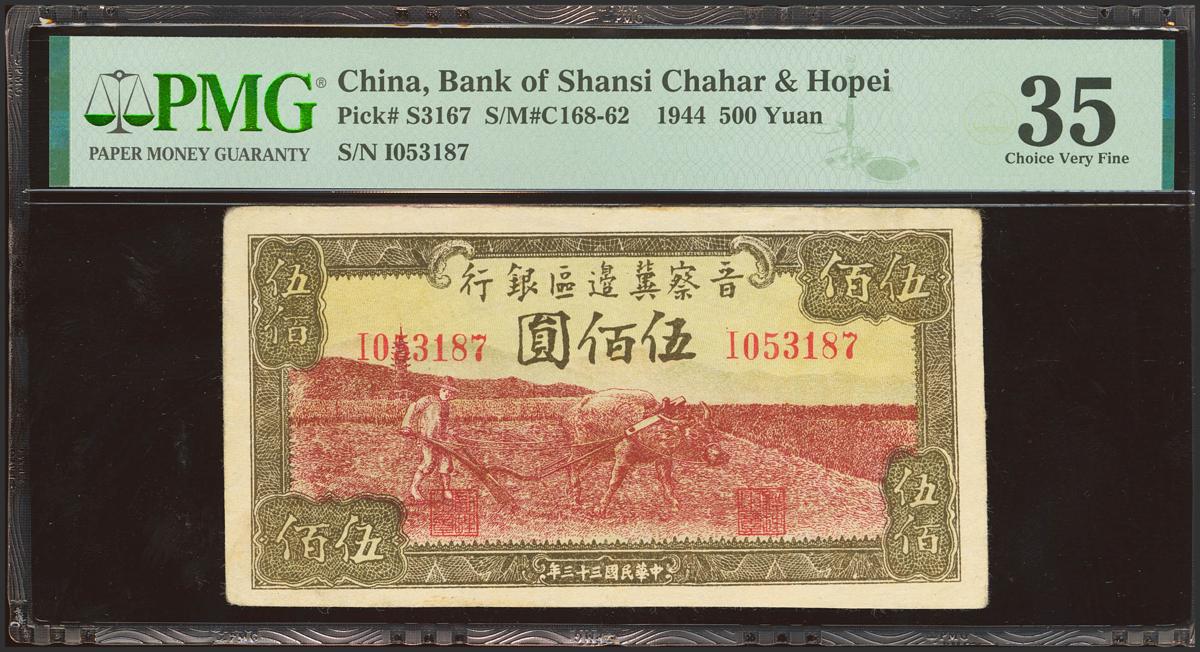 PMG
PMG®
PAPER MONEY GUARANTY
China, Bank of Shansi Chahar & Hopei
Pick# S3167 S/M#C168-62 1944 500 Yuan
S/N I053187
35
Choice Very Fine
行銀區邊冀察晋
伍佰
佰伍
I053187
圓佰伍
I053187
佰伍
伍佰
年三十三國民華中